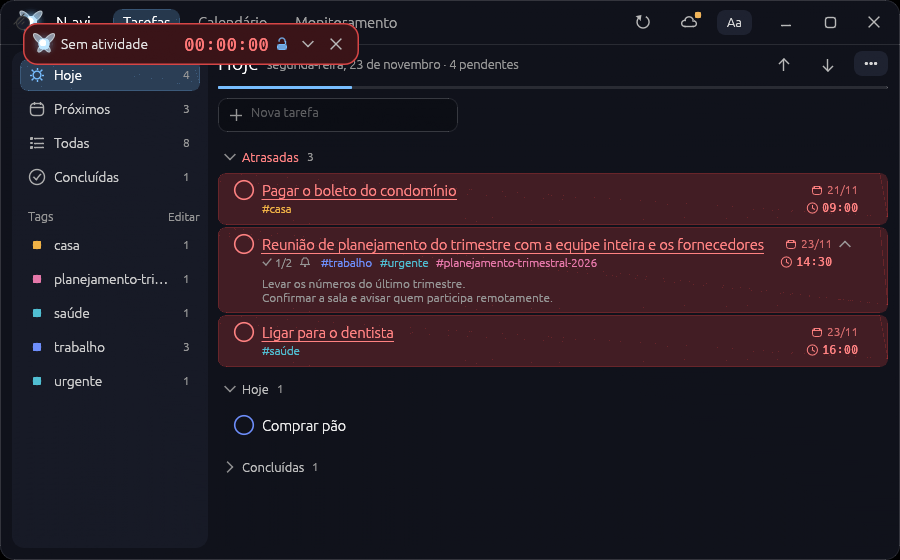 Navi Tarefas Calendário Monitoramento Aa
Sem atividade 00:00:00
Hoje segunda-feira, 23 de novembro · 4 pendentes
Hoje 4
Próximos 3
Todas 8
Concluídas 1
Tags Editar
casa 1
planejamento-tri... 1
saúde 1
trabalho 3
urgente 1
Nova tarefa
Atrasadas 3
Pagar o boleto do condomínio 21/11
#casa 09:00
Reunião de planejamento do trimestre com a equipe inteira e os fornecedores 23/11
1/2 #trabalho #urgente #planejamento-trimestral-2026 14:30
Levar os números do último trimestre.
Confirmar a sala e avisar quem participa remotamente.
Ligar para o dentista 23/11
#saúde 16:00
Hoje 1
Comprar pão
Concluídas 1